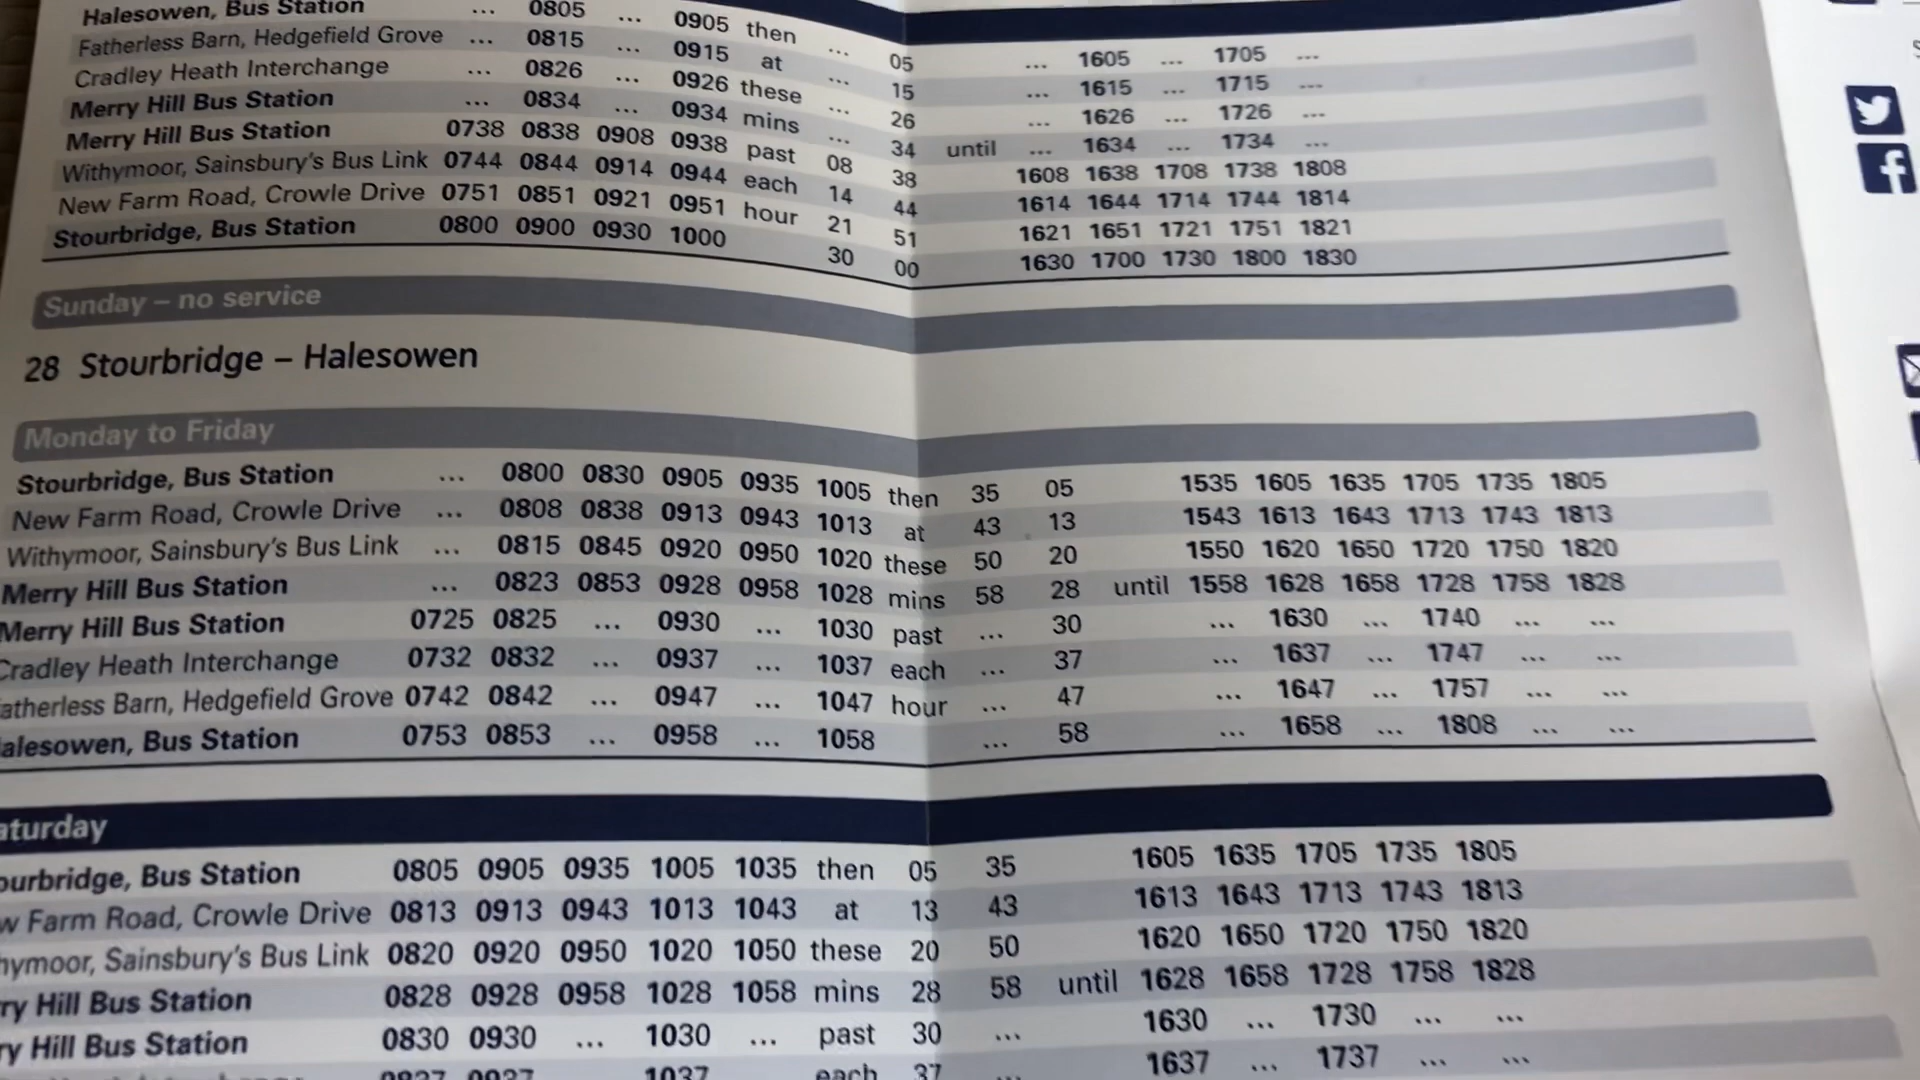 Halesowen, Bus Station ... 0805 ... 0905 then ... 05 ... 1605 ... 1705 ...
Fatherless Barn, Hedgefield Grove ... 0815 ... 0915 at ... 15 ... 1615 ... 1715 ...
Cradley Heath Interchange ... 0826 ... 0926 these ... 26 ... 1626 ... 1726 ...
Merry Hill Bus Station ... 0834 ... 0934 mins ... 34 until ... 1634 ... 1734 ...
Merry Hill Bus Station 0738 0838 0908 0938 past 08 38 1608 1638 1708 1738 1808
Withymoor, Sainsbury's Bus Link 0744 0844 0914 0944 each 14 44 1614 1644 1714 1744 1814
New Farm Road, Crowle Drive 0751 0851 0921 0951 hour 21 51 1621 1651 1721 1751 1821
Stourbridge, Bus Station 0800 0900 0930 1000 30 00 1630 1700 1730 1800 1830
Sunday – no service
28 Stourbridge – Halesowen
Monday to Friday
Stourbridge, Bus Station ... 0800 0830 0905 0935 1005 then 35 05 1535 1605 1635 1705 1735 1805
New Farm Road, Crowle Drive ... 0808 0838 0913 0943 1013 at 43 13 1543 1613 1643 1713 1743 1813
Withymoor, Sainsbury's Bus Link ... 0815 0845 0920 0950 1020 these 50 20 1550 1620 1650 1720 1750 1820
Merry Hill Bus Station ... 0823 0853 0928 0958 1028 mins 58 28 until 1558 1628 1658 1728 1758 1828
Merry Hill Bus Station 0725 0825 ... 0930 ... 1030 past ... 30 ... 1630 ... 1740 ... ...
Cradley Heath Interchange 0732 0832 ... 0937 ... 1037 each ... 37 ... 1637 ... 1747 ... ...
atherless Barn, Hedgefield Grove 0742 0842 ... 0947 ... 1047 hour ... 47 ... 1647 ... 1757 ... ...
alesowen, Bus Station 0753 0853 ... 0958 ... 1058 ... 58 ... 1658 ... 1808 ... ...
aturday
ourbridge, Bus Station 0805 0905 0935 1005 1035 then 05 35 1605 1635 1705 1735 1805
w Farm Road, Crowle Drive 0813 0913 0943 1013 1043 at 13 43 1613 1643 1713 1743 1813
hymoor, Sainsbury's Bus Link 0820 0920 0950 1020 1050 these 20 50 1620 1650 1720 1750 1820
ry Hill Bus Station 0828 0928 0958 1028 1058 mins 28 58 until 1628 1658 1728 1758 1828
ry Hill Bus Station 0830 0930 ... 1030 ... past 30 ... 1630 ... 1730 ... ...
0837 0937 1037 each 37 ... 1637 ... 1737 ... ...